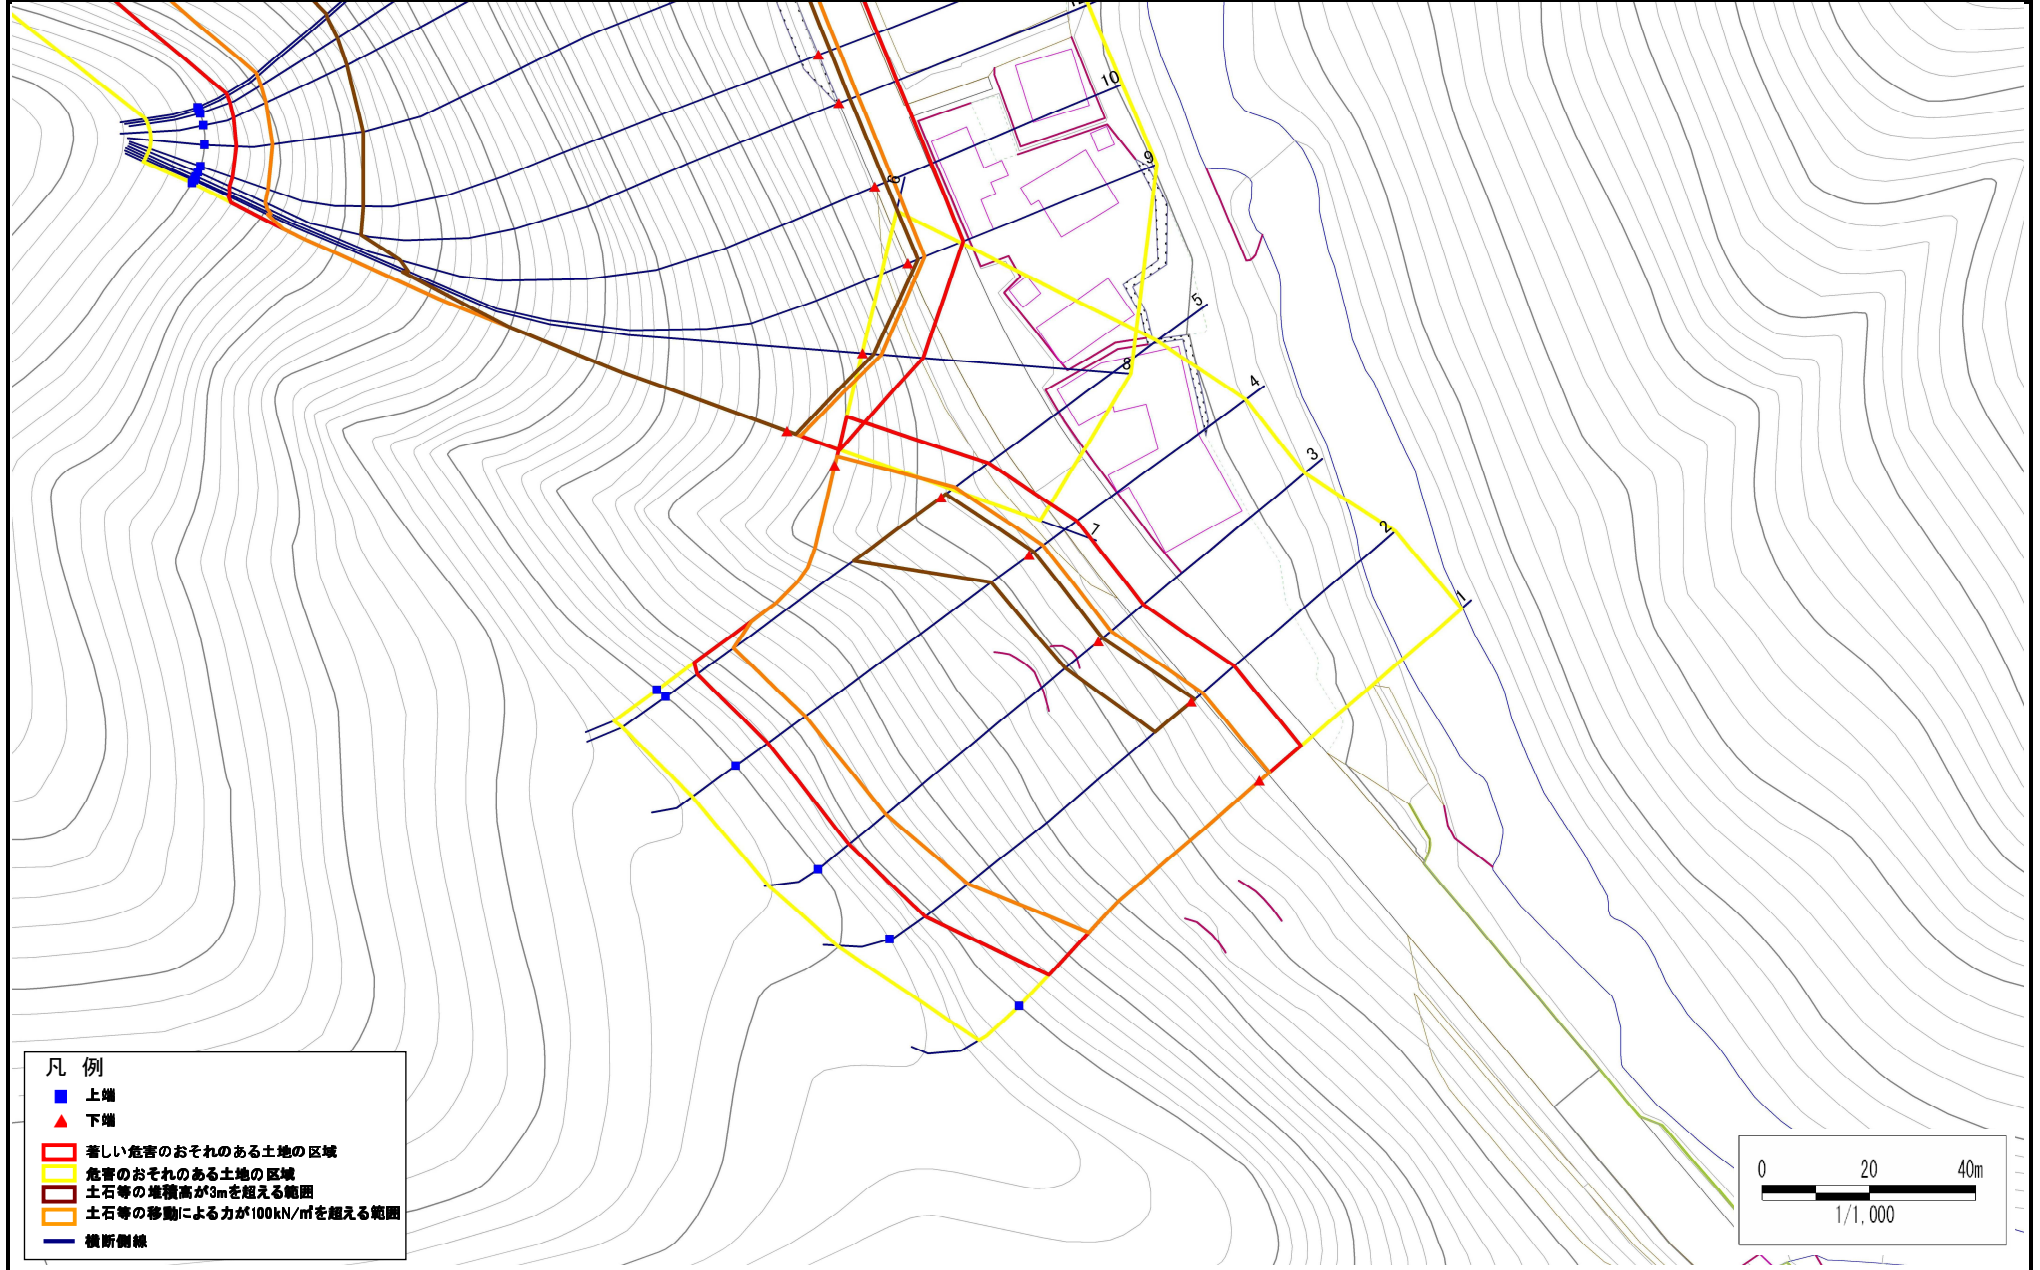 10
9
6
5
8
4
3
7
2
1
凡 例
上端
下端
著しい危害のおそれのある土地の区域
危害のおそれのある土地の区域
土石等の堆積高が3mを超える範囲
土石等の移動による力が100kN/㎡を超える範囲
横断側線
0 20 40m
1/1,000